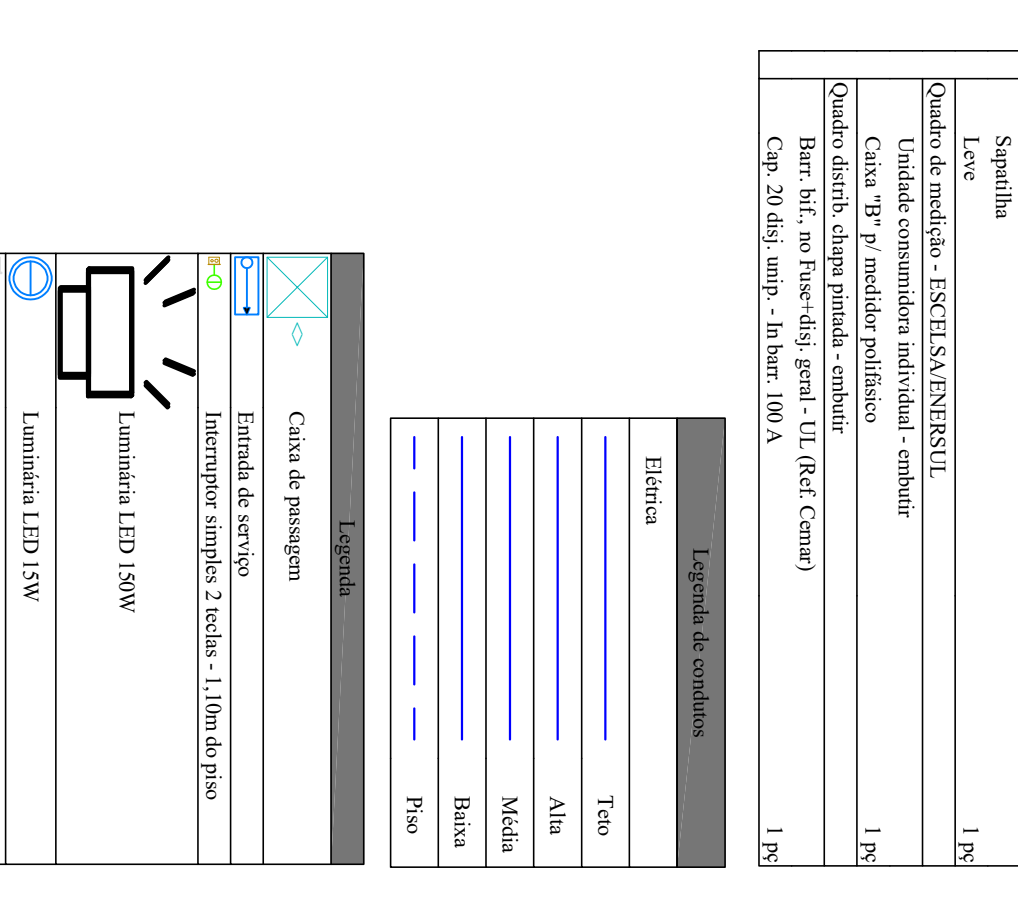 Sapatilha
Leve 1 pç
Quadro de medição - ESCELSA/ENERSUL
Unidade consumidora individual - embutir
Caixa "B" p/ medidor polifásico 1 pç
Quadro distrib. chapa pintada - embutir
Barr. bif., no Fuse+disj. geral - UL (Ref. Cemar)
Cap. 20 disj. unip. - In barr. 100 A 1 pç
Legenda de condutos
Elétrica
Teto
Alta
Média
Baixa
Piso
Legenda
Caixa de passagem
Entrada de serviço
Interruptor simples 2 teclas - 1,10m do piso
Luminária LED 150W
Luminária LED 15W